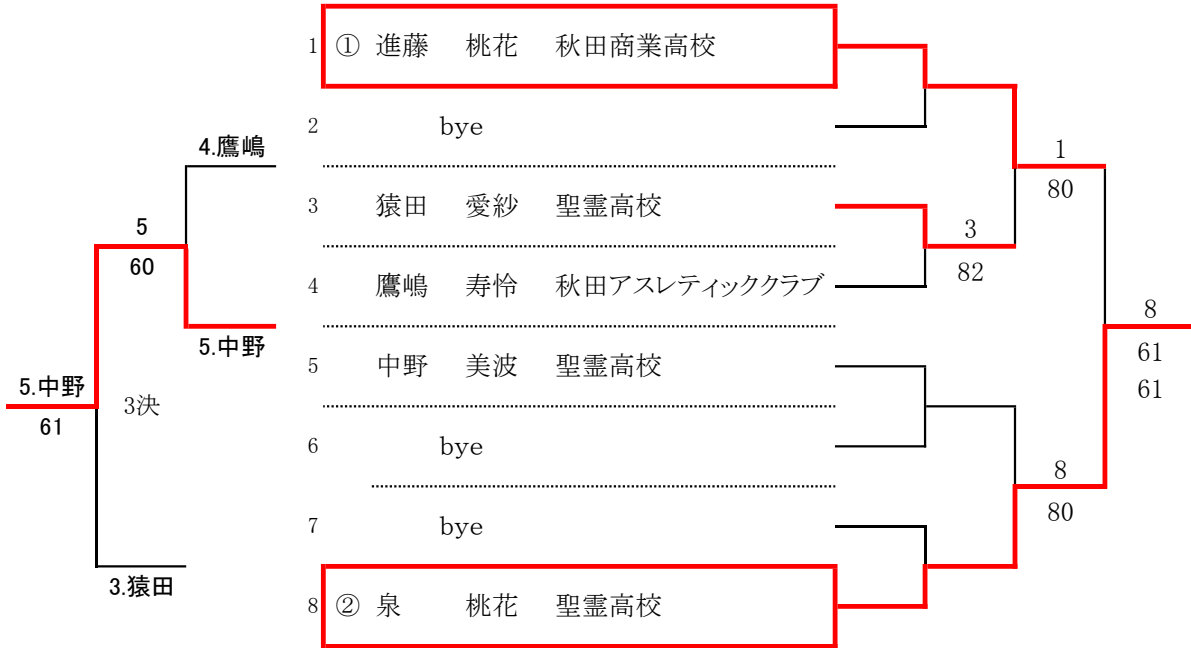 1 ① 進藤 桃花 秋田商業高校
2 bye
3 猿田 愛紗 聖霊高校
4 鷹嶋 寿怜 秋田アスレティッククラブ
5 中野 美波 聖霊高校
6 bye
7 bye
8 ② 泉 桃花 聖霊高校
4.鷹嶋
5
60
5.中野
5.中野
61
3決
3.猿田
3
82
1
80
8
80
8
61
61